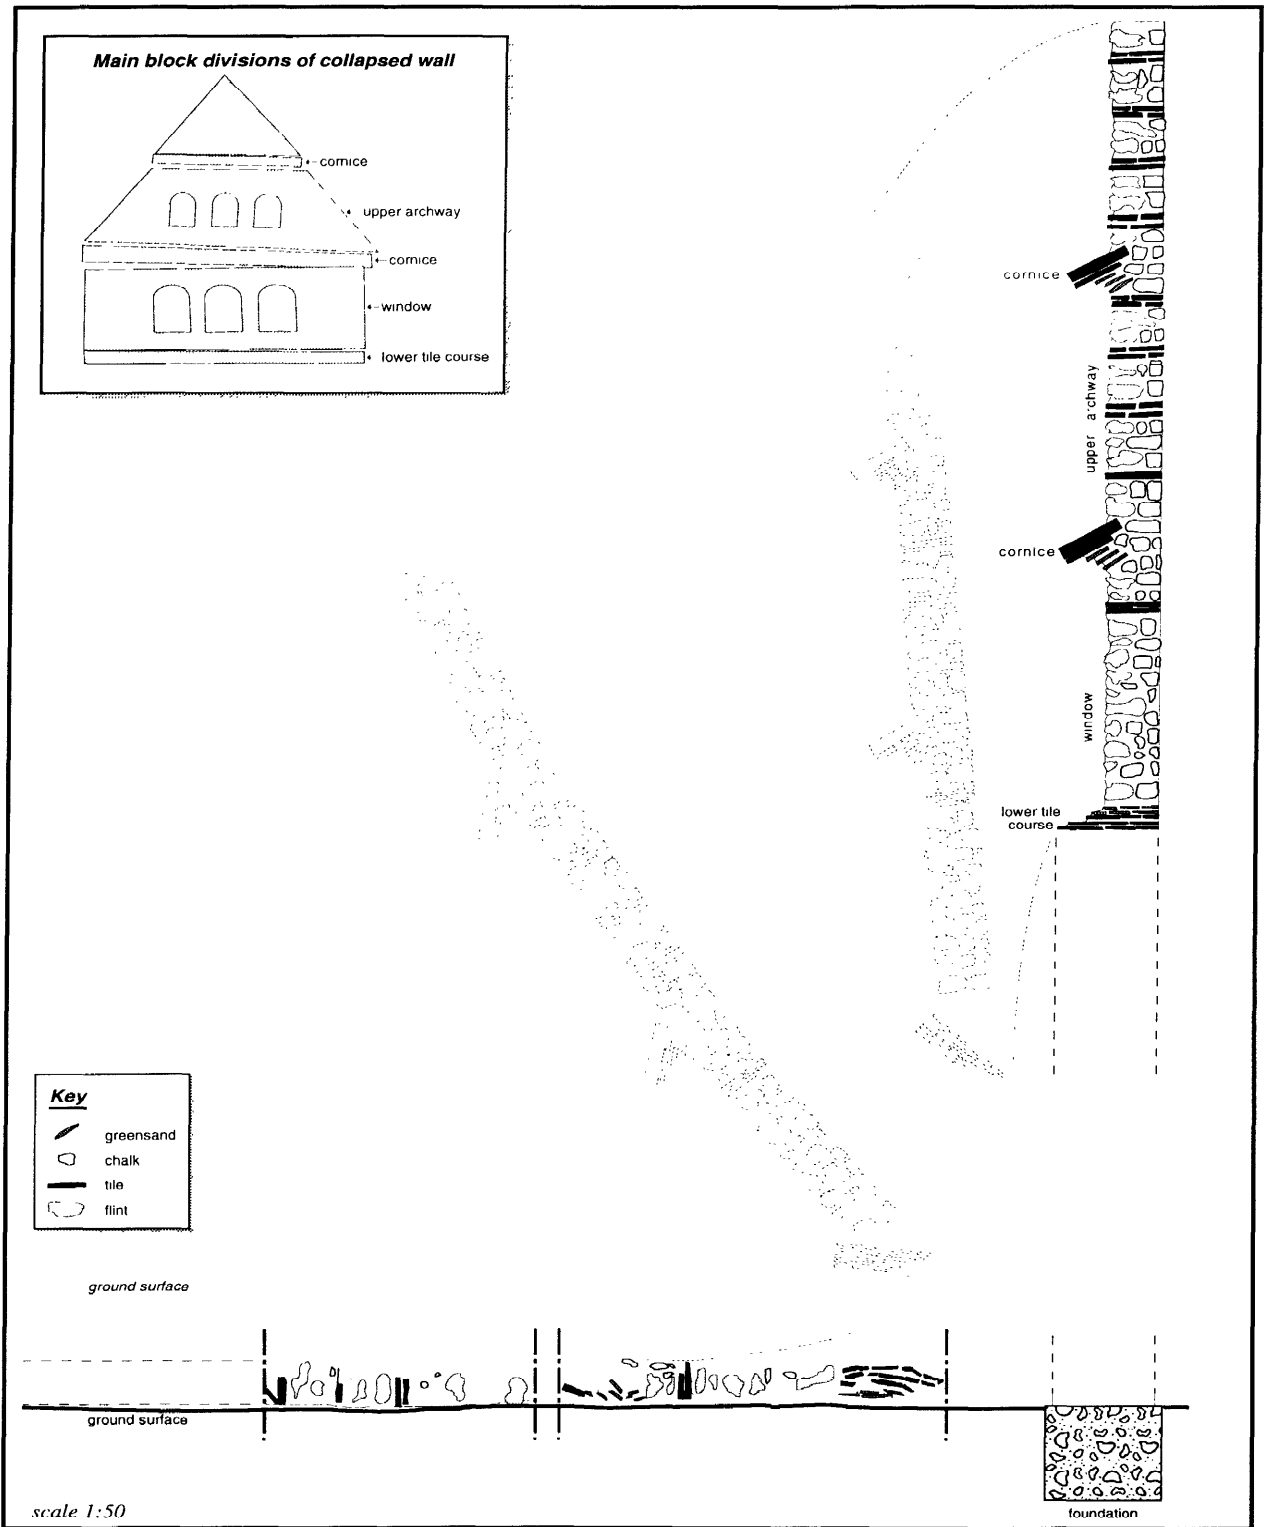 Main block divisions of collapsed wall
cornice
upper archway
cornice
window
lower tile course
cornice
upper archway
cornice
window
lower tile
course
Key
greensand
chalk
tile
flint
ground surface
ground surface
scale 1:50
foundation